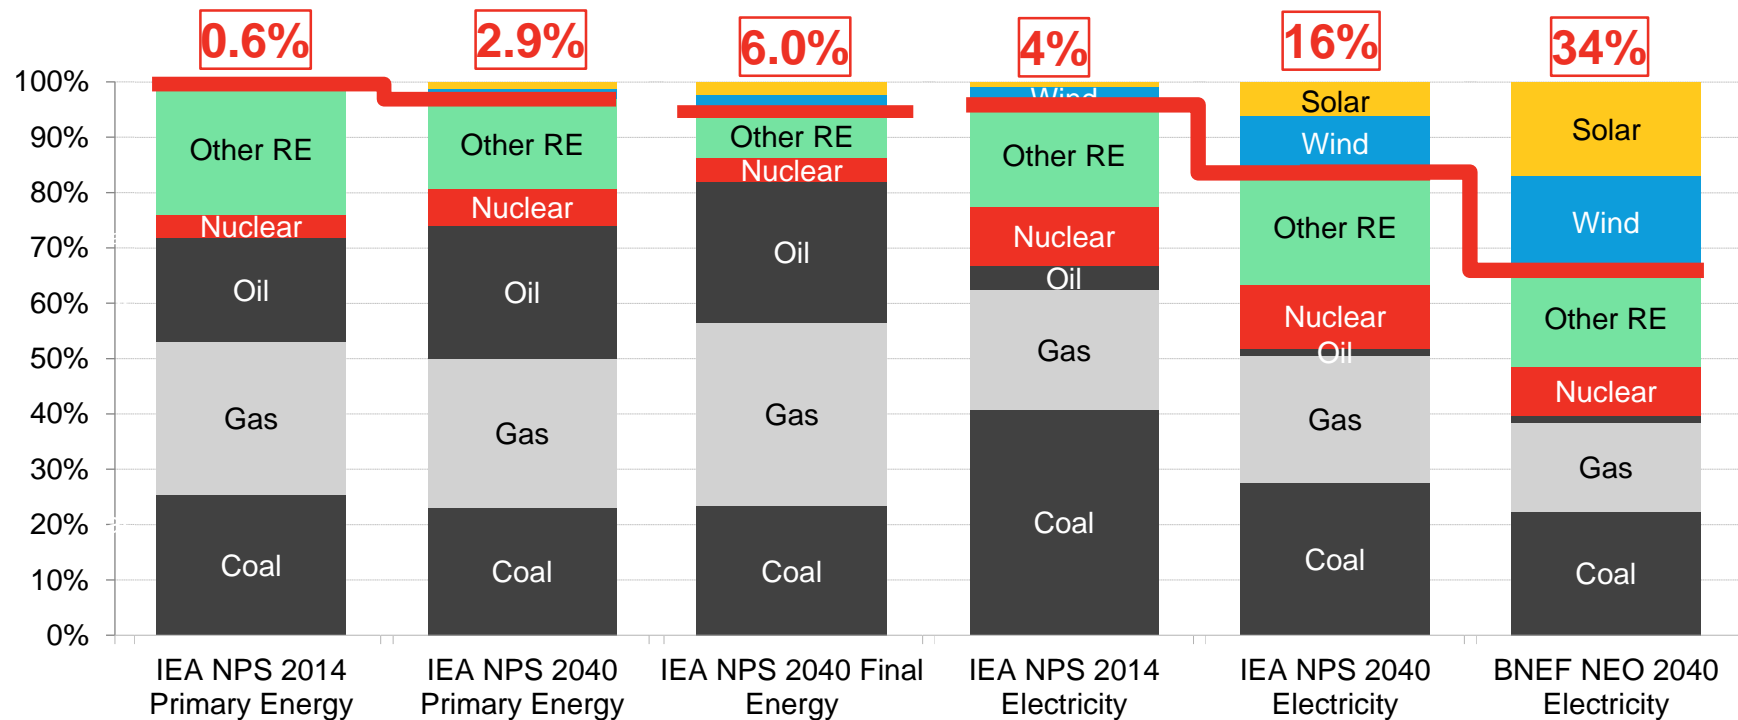 0.6%
2.9%
6.0%
4%
16%
34%
100%
90%
80%
70%
60%
50%
40%
30%
20%
10%
0%
Other RE
Nuclear
Oil
Gas
Coal
Other RE
Nuclear
Oil
Gas
Coal
Other RE
Nuclear
Oil
Gas
Coal
Wind
Other RE
Nuclear
Oil
Gas
Coal
Solar
Wind
Other RE
Nuclear
Oil
Gas
Coal
Solar
Wind
Other RE
Nuclear
Gas
Coal
IEA NPS 2014
Primary Energy
IEA NPS 2040
Primary Energy
IEA NPS 2040 Final
Energy
IEA NPS 2014
Electricity
IEA NPS 2040
Electricity
BNEF NEO 2040
Electricity